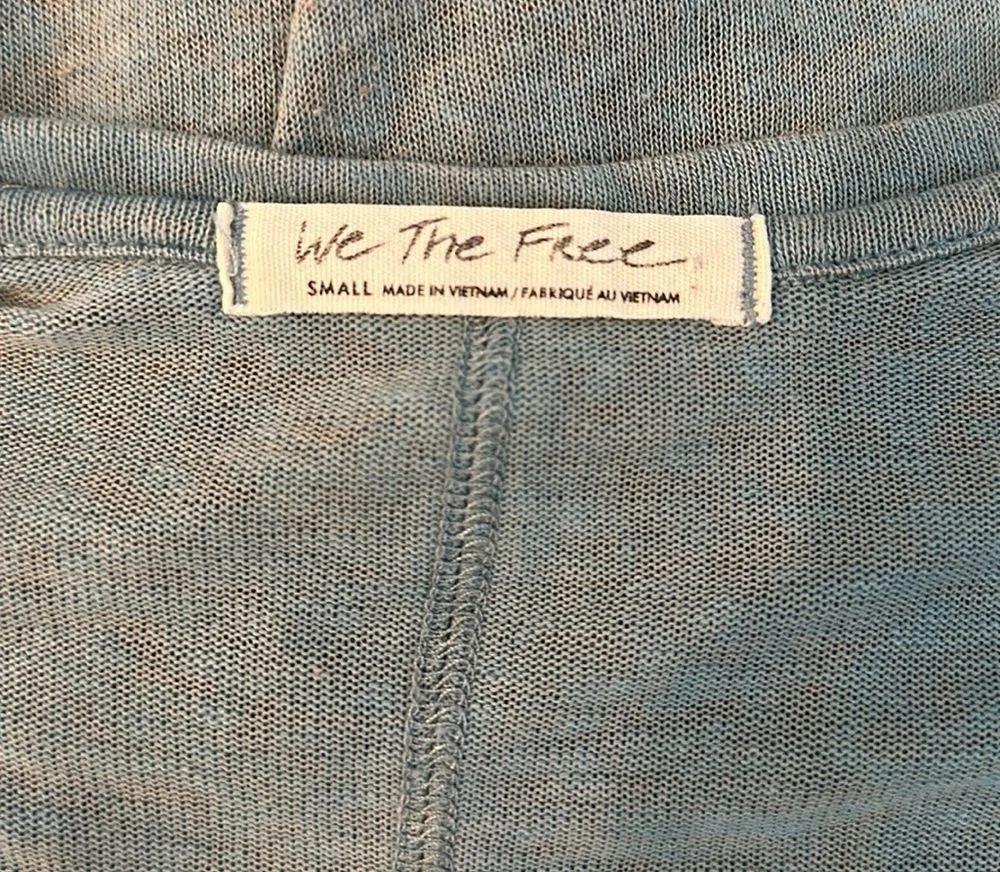 We The Free
SMALL MADE IN VIETNAM / FABRIQUÉ AU VIETNAM